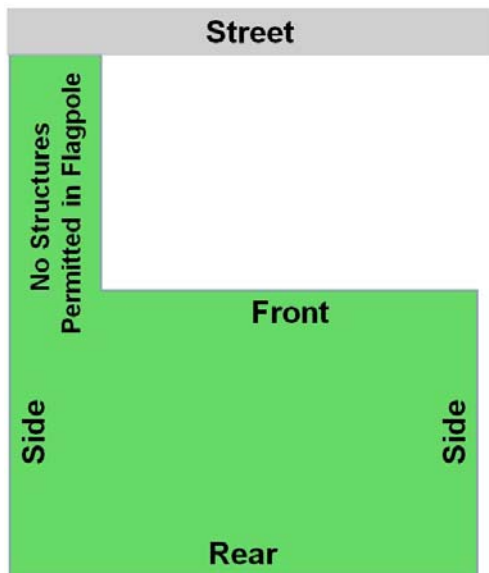 Street
No Structures
Permitted in Flagpole
Front
Side
Side
Rear